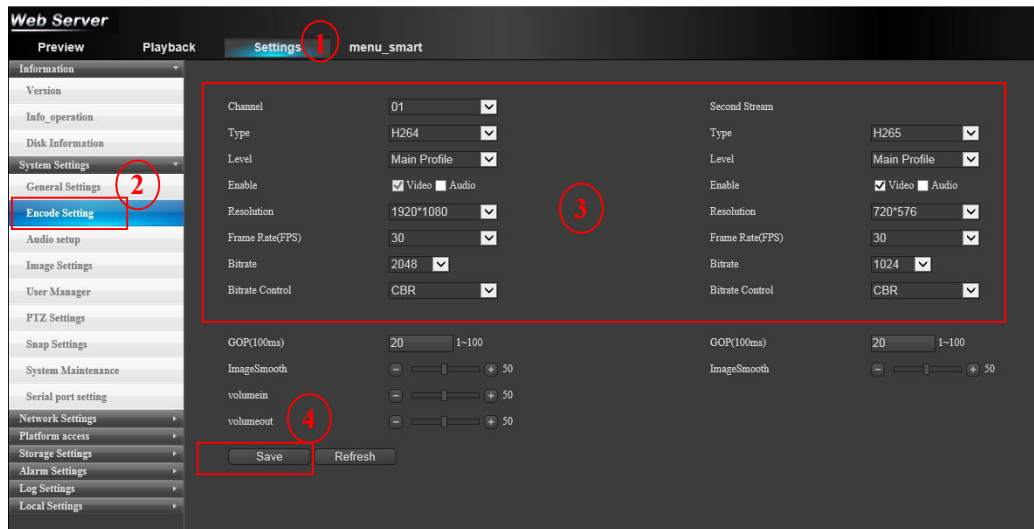 Web Server
Preview Playback Settings 1 menu_smart
Information
Version
Info_operation
Disk Information
System Settings
General Settings 2
Encode Setting
Audio setup
Image Settings
User Manager
PTZ Settings
Snap Settings
System Maintenance
Serial port setting
Network Settings
Platform access
Storage Settings
Alarm Settings
Log Settings
Local Settings
Channel 01 Second Stream
Type H264 Type H265
Level Main Profile Level Main Profile
Enable Video Audio Enable Video Audio
Resolution 1920*1080 3 Resolution 720*576
Frame Rate(FPS) 30 Frame Rate(FPS) 30
Bitrate 2048 Bitrate 1024
Bitrate Control CBR Bitrate Control CBR
GOP(100ms) 20 1~100 GOP(100ms) 20 1~100
ImageSmooth - + 50 ImageSmooth - + 50
volumein - + 50
volumeout 4 - + 50
Save Refresh